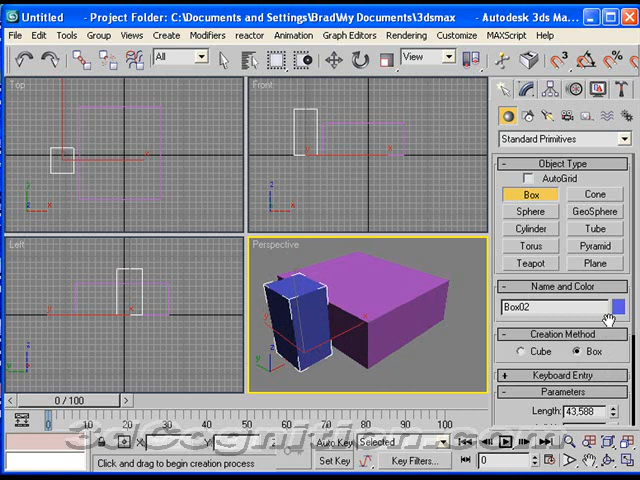 Untitled - Project Folder: C:\Documents and Settings\Brad\My Documents\3dsmax - Autodesk 3ds Ma...
File Edit Tools Group Views Create Modifiers reactor Animation Graph Editors Rendering Customize MAXScript Help
All View 3
Top Front
Standard Primitives
- Object Type
AutoGrid
Box Cone
Sphere GeoSphere
Cylinder Tube
Torus Pyramid
Teapot Plane
Left Perspective
- Name and Color
Box02
- Creation Method
Cube Box
+ Keyboard Entry
- Parameters
Length: 43,588
< 0 / 100 >
0 10 20 30 40 50 60 70 80 90 100
3dCognition.com
X: Y: Auto Key Selected
Click and drag to begin creation process Set Key Key Filters... 0